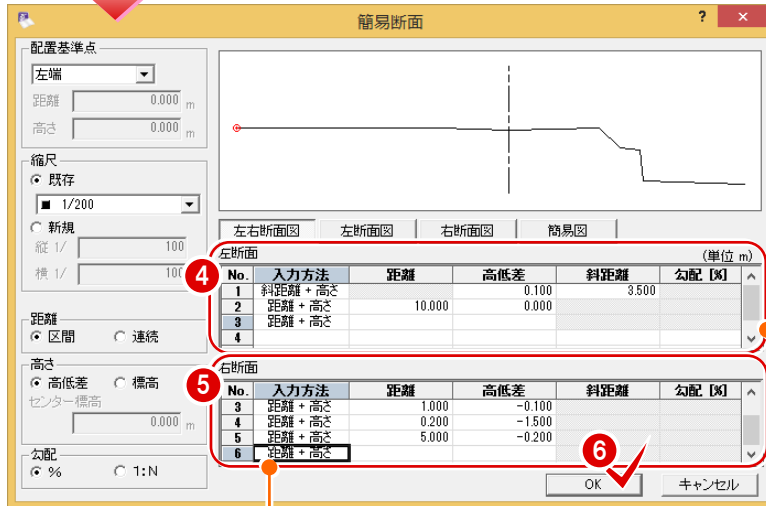 簡易断面
? ×
配置基準点
左端
距離 0.000 m
高さ 0.000 m
縮尺
既存
1/200
新規
縦 1/ 100
横 1/ 100
距離
区間 連続
高さ
高低差 標高
センター標高
0.000 m
勾配
% 1:N
左右断面図 左断面図 右断面図 簡易図
左断面 (単位 m)
4
No. 入力方法 距離 高低差 斜距離 勾配 [%]
1 斜距離 + 高さ 0.100 3.500
2 距離 + 高さ 10.000 0.000
3 距離 + 高さ
4
5
右断面
No. 入力方法 距離 高低差 斜距離 勾配 [%]
3 距離 + 高さ 1.000 -0.100
4 距離 + 高さ 0.200 -1.500
5 距離 + 高さ 5.000 -0.200
6 距離 + 高さ
6
OK キャンセル